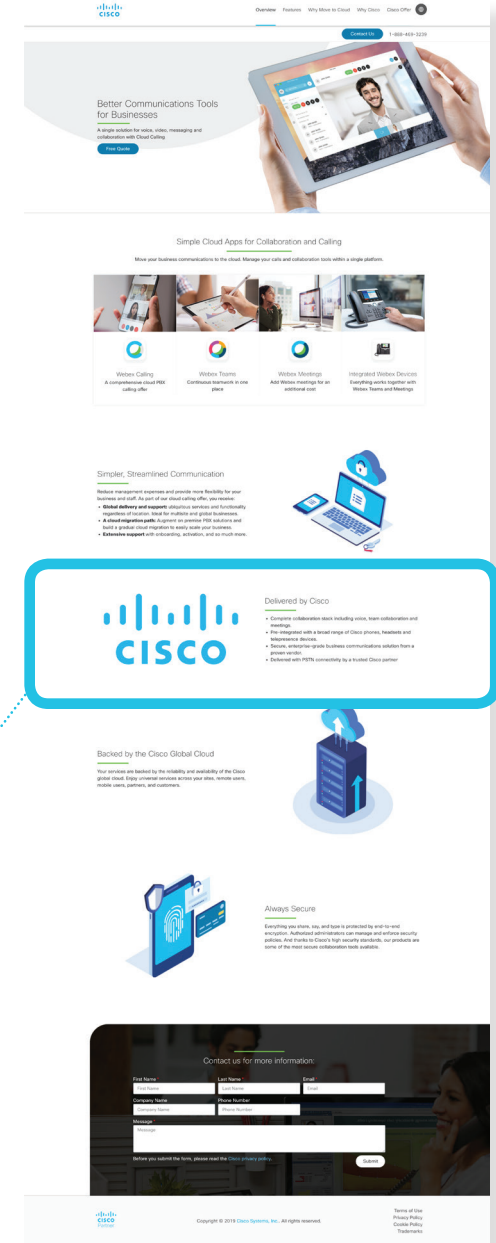 CISCO
Overview Features Why Move to Cloud Why Cisco Cisco Offer
Contact Us 1-888-469-3239
Better Communications Tools
for Businesses
A single solution for voice, video, messaging and
collaboration with Cloud Calling
Free Quote
Simple Cloud Apps for Collaboration and Calling
Move your business communications to the cloud. Manage your calls and collaboration tools within a single platform.
Webex Calling
A comprehensive cloud PBX
calling offer
Webex Teams
Continuous teamwork in one
place
Webex Meetings
Add Webex meetings for an
additional cost
Integrated Webex Devices
Everything works together with
Webex Teams and Meetings
Simpler, Streamlined Communication
Reduce management expenses and provide more flexibility for your
business and staff. As part of our cloud calling offer, you receive:
• Global delivery and support: ubiquitous services and functionality
regardless of location. Ideal for multisite and global businesses.
• A cloud migration path: Augment on premise PBX solutions and
build a gradual cloud migration to easily scale your business.
• Extensive support with onboarding, activation, and so much more.
CISCO
Delivered by Cisco
• Complete collaboration stack including voice, team collaboration and
meetings.
• Pre-integrated with a broad range of Cisco phones, headsets and
telepresence devices.
• Secure, enterprise-grade business communications solution from a
proven vendor.
• Delivered with PSTN connectivity by a trusted Cisco partner
Backed by the Cisco Global Cloud
Your services are backed by the reliability and availability of the Cisco
global cloud. Enjoy universal services across your sites, remote users,
mobile users, partners, and customers.
Always Secure
Everything you share, say, and type is protected by end-to-end
encryption. Authorized administrators can manage and enforce security
policies. And thanks to Cisco's high security standards, our products are
some of the most secure collaboration tools available.
Contact us for more information:
First Name * Last Name * Email *
First Name Last Name Email
Company Name Phone Number
Company Name Phone Number
Message
Message
Before you submit the form, please read the Cisco privacy policy.
Submit
CISCO
Partner
Copyright © 2019 Cisco Systems, Inc.. All rights reserved.
Terms of Use
Privacy Policy
Cookie Policy
Trademarks